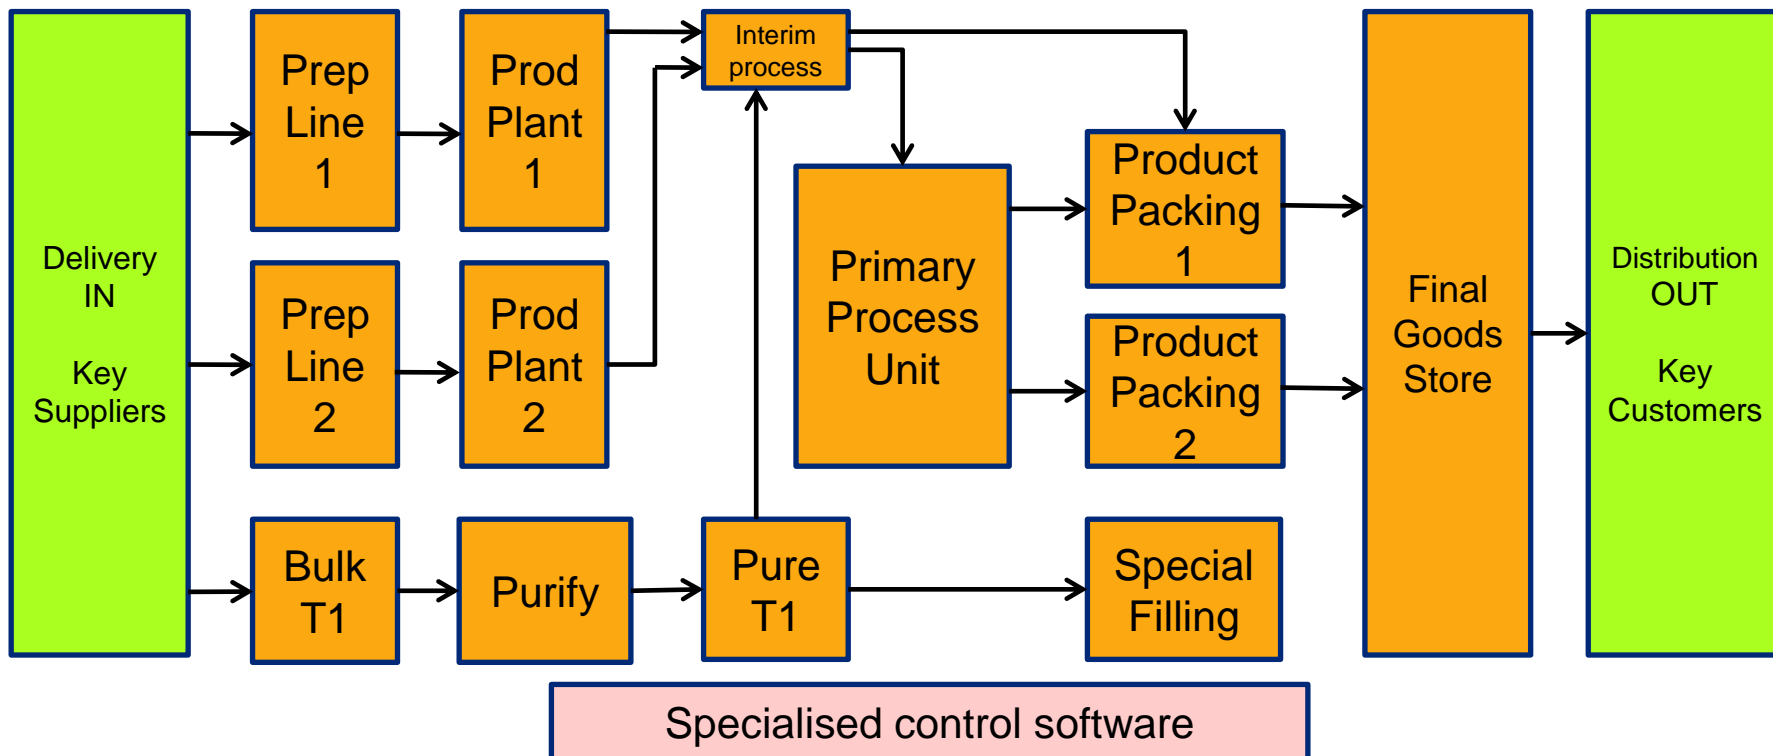 Delivery
IN
Key
Suppliers
Prep
Line
1
Prod
Plant
1
Interim
process
Prep
Line
2
Prod
Plant
2
Primary
Process
Unit
Product
Packing
1
Product
Packing
2
Final
Goods
Store
Distribution
OUT
Key
Customers
Bulk
T1
Purify
Pure
T1
Special
Filling
Specialised control software